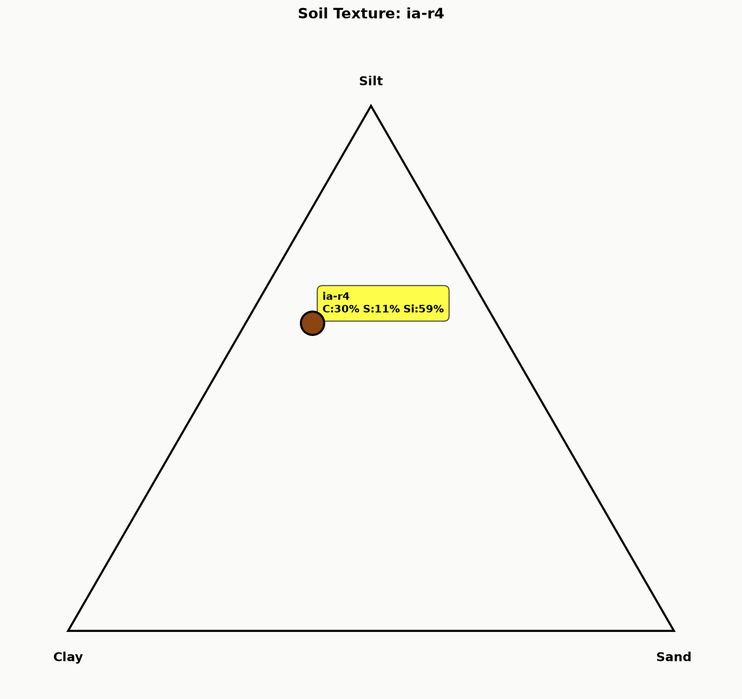 Soil Texture: ia-r4
Silt
ia-r4
C:30% S:11% Si:59%
Clay
Sand